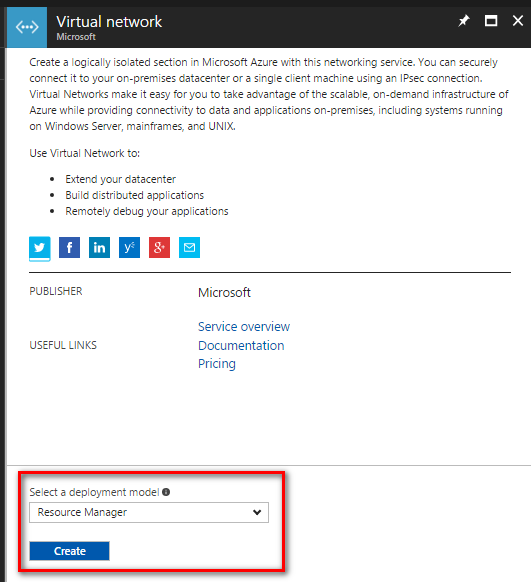 Virtual network
Microsoft
Create a logically isolated section in Microsoft Azure with this networking service. You can securely
connect it to your on-premises datacenter or a single client machine using an IPsec connection.
Virtual Networks make it easy for you to take advantage of the scalable, on-demand infrastructure of
Azure while providing connectivity to data and applications on-premises, including systems running
on Windows Server, mainframes, and UNIX.
Use Virtual Network to:
• Extend your datacenter
• Build distributed applications
• Remotely debug your applications
PUBLISHER Microsoft
Service overview
USEFUL LINKS Documentation
Pricing
Select a deployment model
Resource Manager
Create